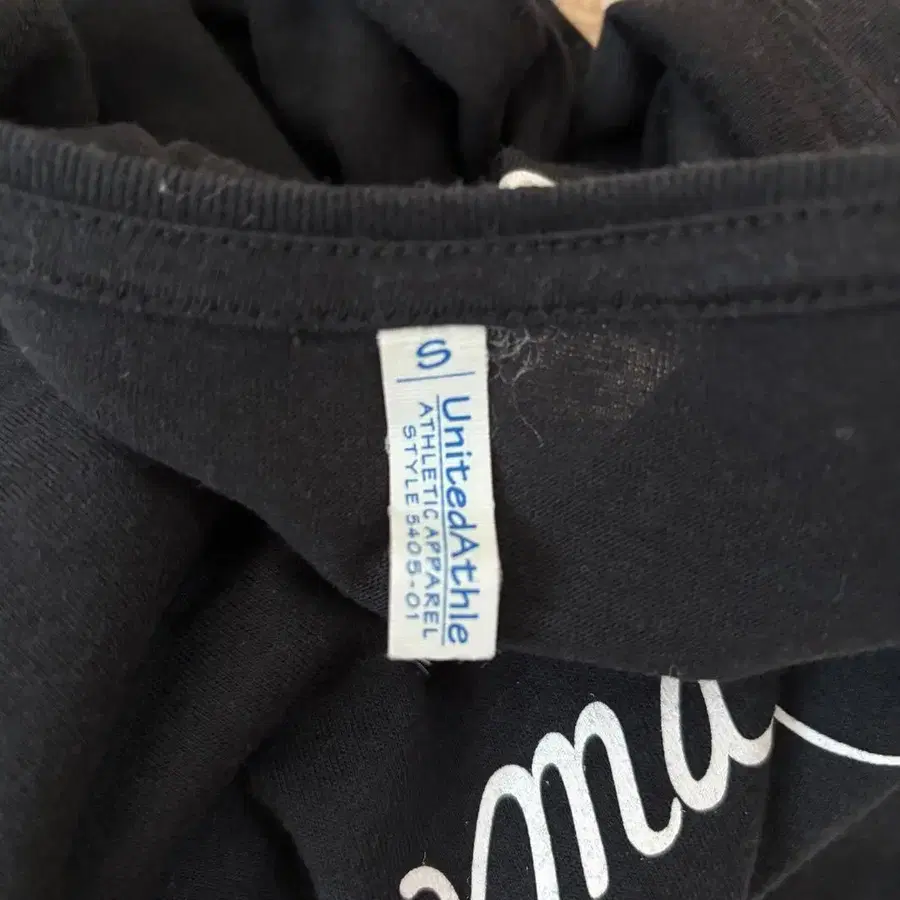 S
UnitedAthle
ATHLETIC APPAREL
STYLE 5405-01
ma